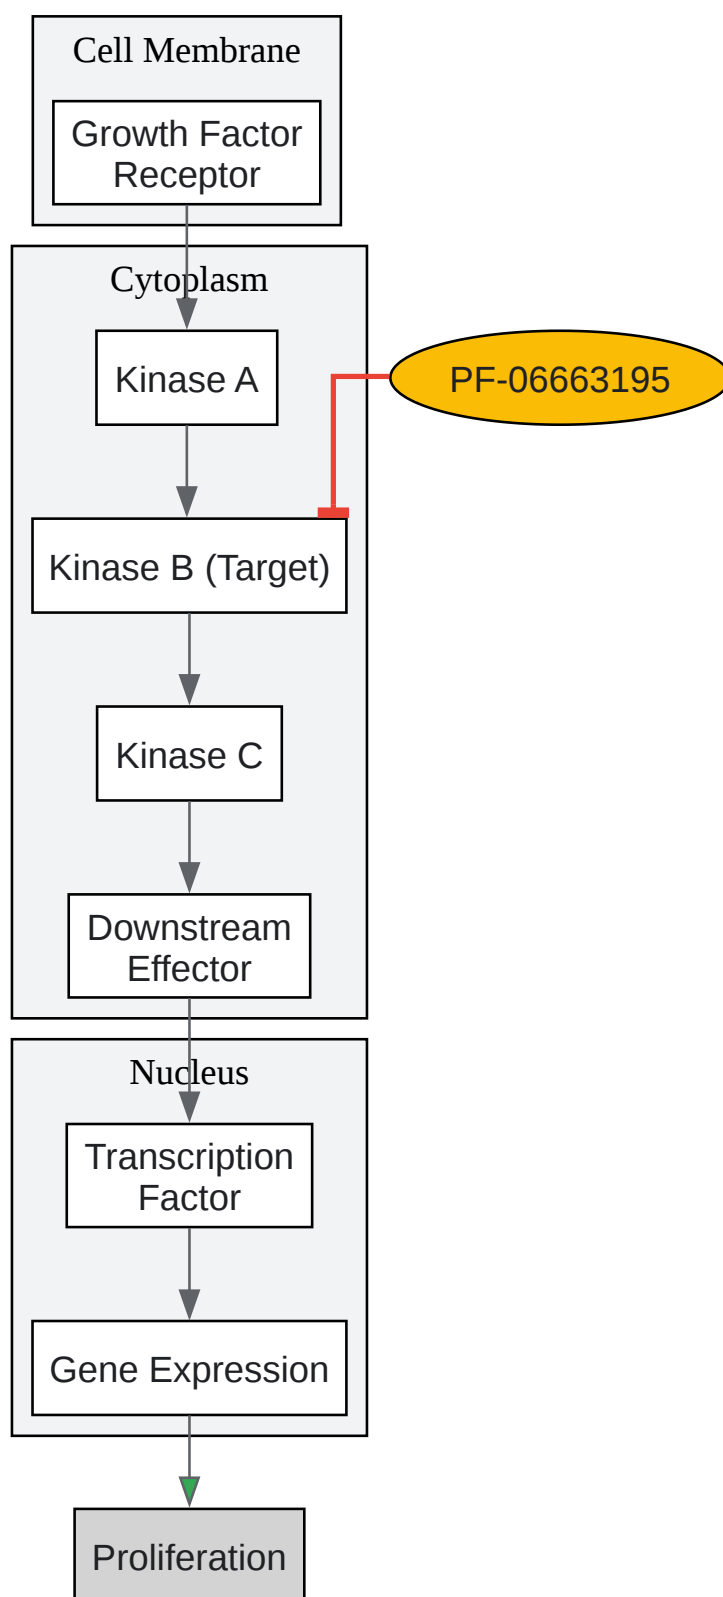 Cell Membrane
Growth Factor
Receptor
Cytoplasm
Kinase A
PF-06663195
Kinase B (Target)
Kinase C
Downstream
Effector
Nucleus
Transcription
Factor
Gene Expression
Proliferation